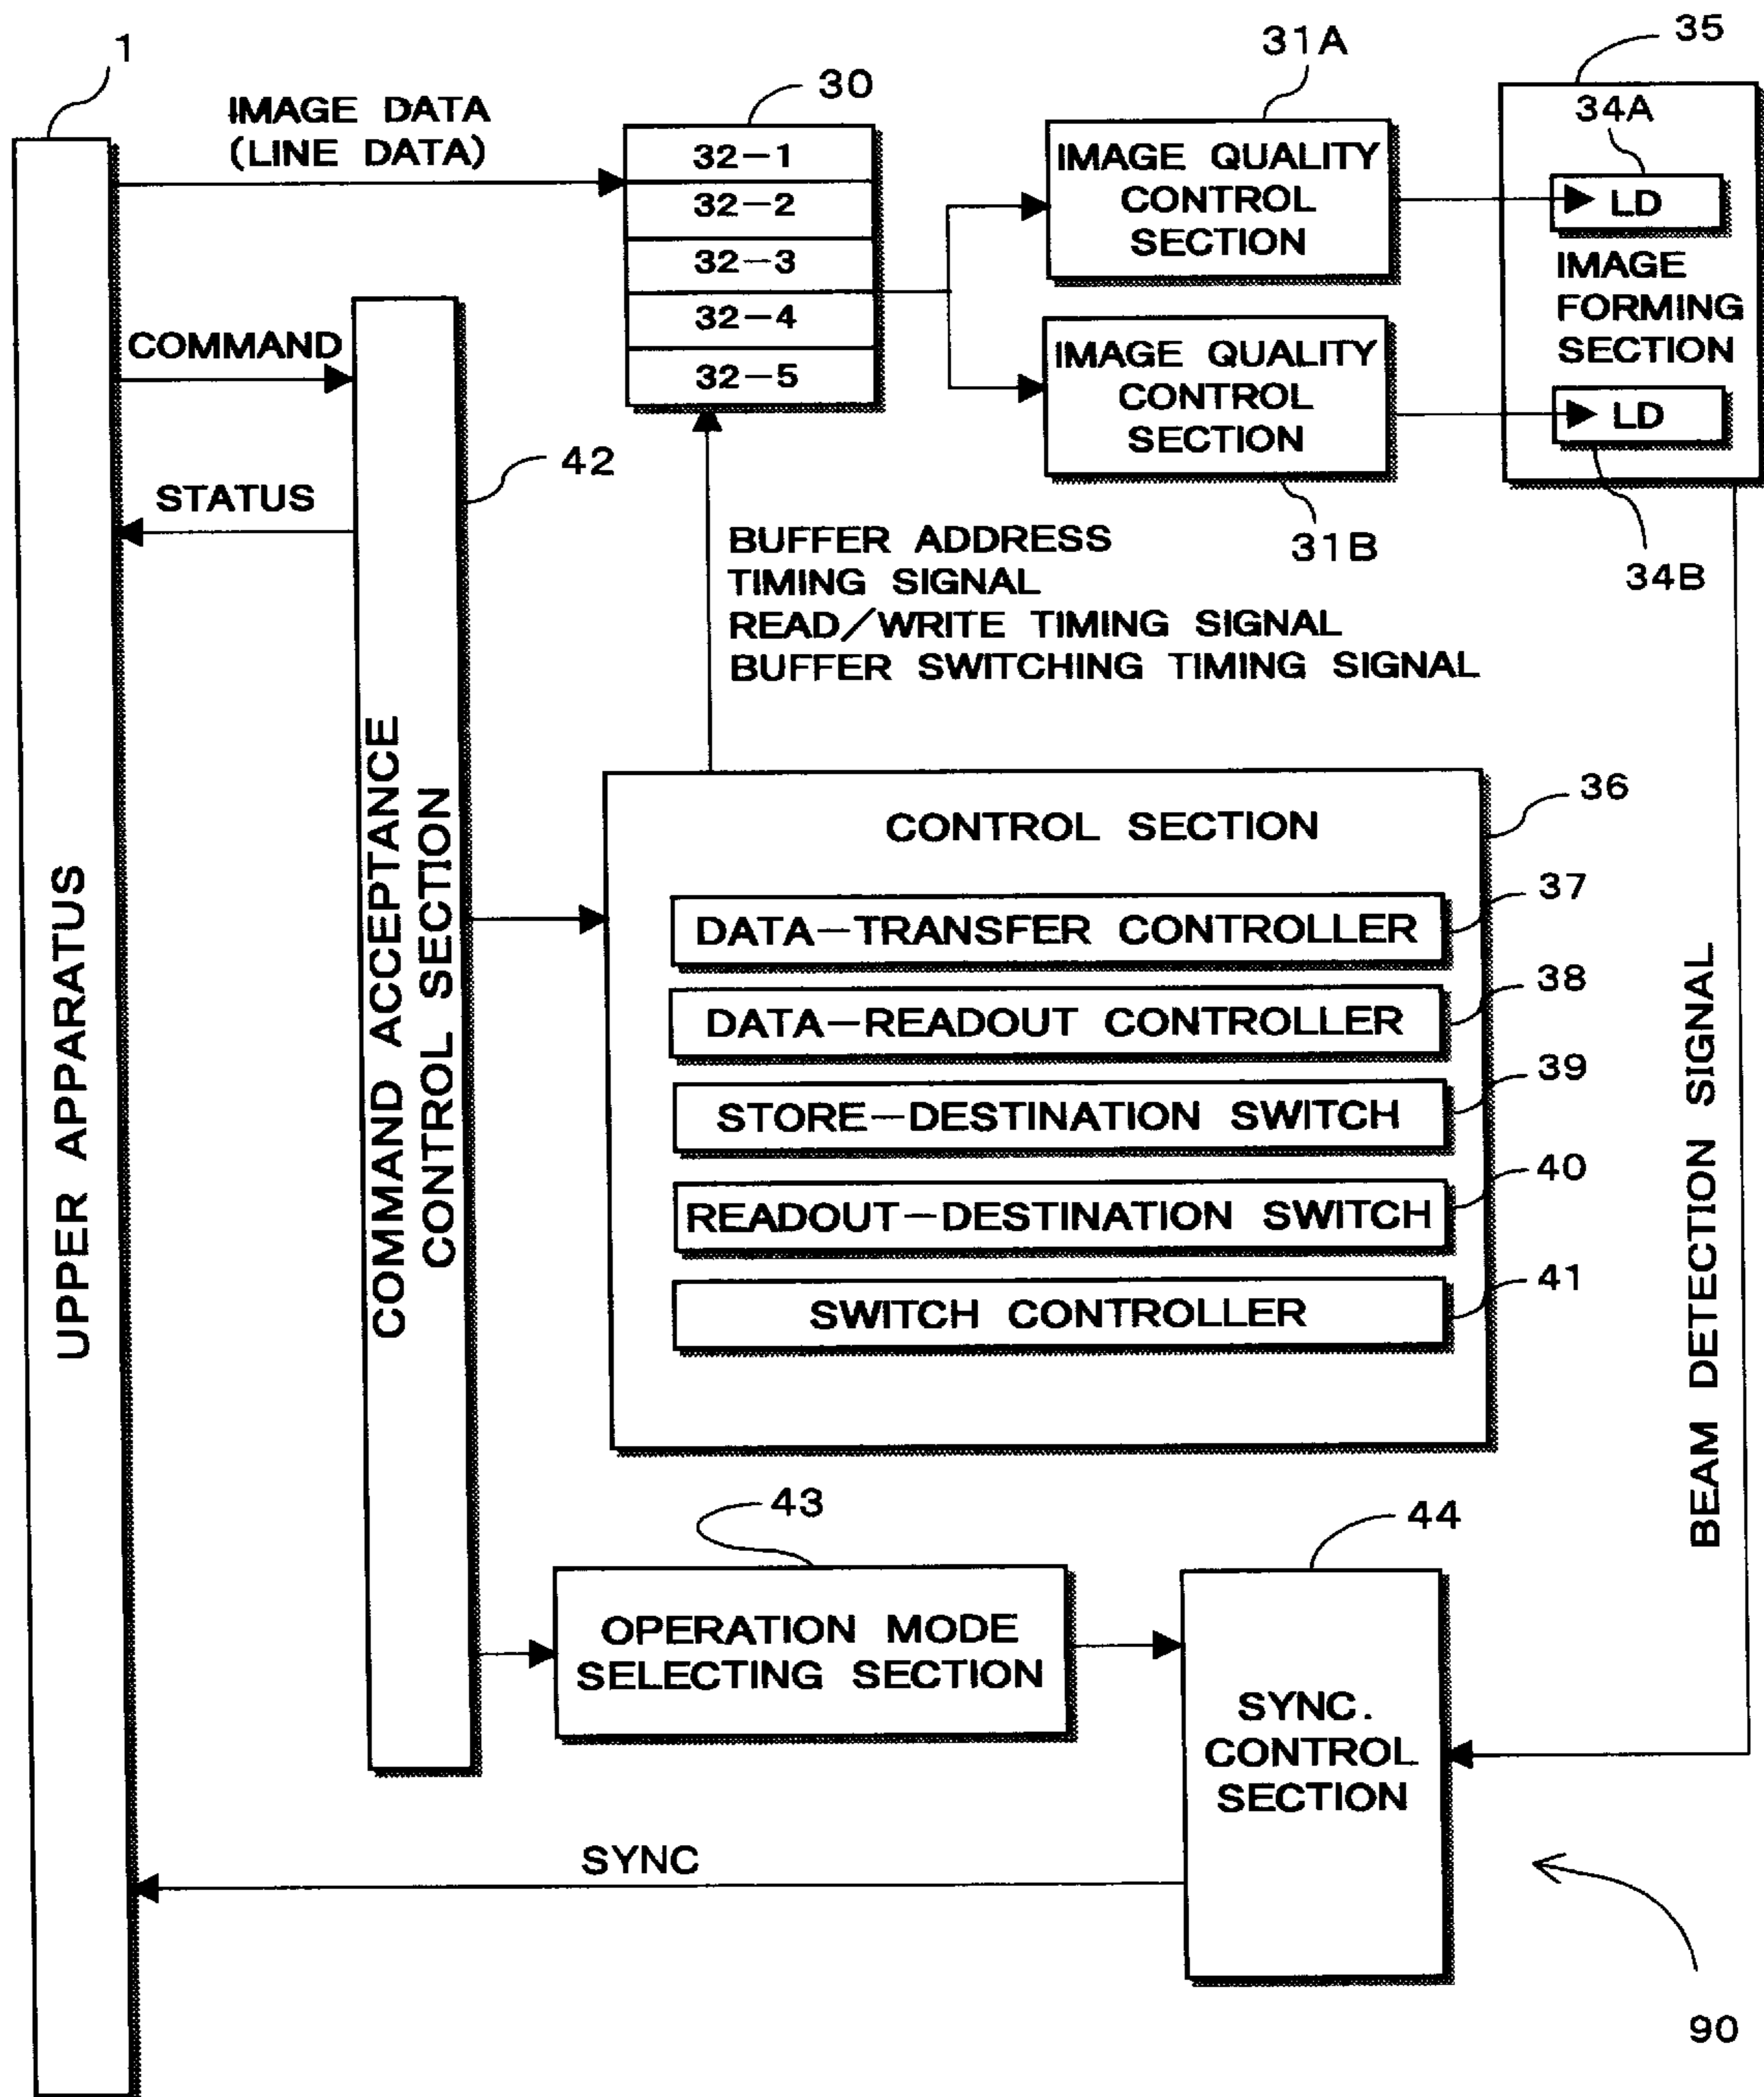 1
IMAGE DATA
(LINE DATA)
30
31A
35
34A
32-1
32-2
32-3
32-4
32-5
IMAGE QUALITY
CONTROL
SECTION
LD
IMAGE
FORMING
SECTION
IMAGE QUALITY
CONTROL
SECTION
LD
COMMAND
STATUS
42
31B
34B
BUFFER ADDRESS
TIMING SIGNAL
READ/WRITE TIMING SIGNAL
BUFFER SWITCHING TIMING SIGNAL
UPPER APPARATUS
COMMAND ACCEPTANCE
CONTROL SECTION
CONTROL SECTION
36
DATA-TRANSFER CONTROLLER
37
DATA-READOUT CONTROLLER
38
STORE-DESTINATION SWITCH
39
READOUT-DESTINATION SWITCH
40
SWITCH CONTROLLER
41
BEAM DETECTION SIGNAL
43
OPERATION MODE
SELECTING SECTION
44
SYNC.
CONTROL
SECTION
SYNC
90